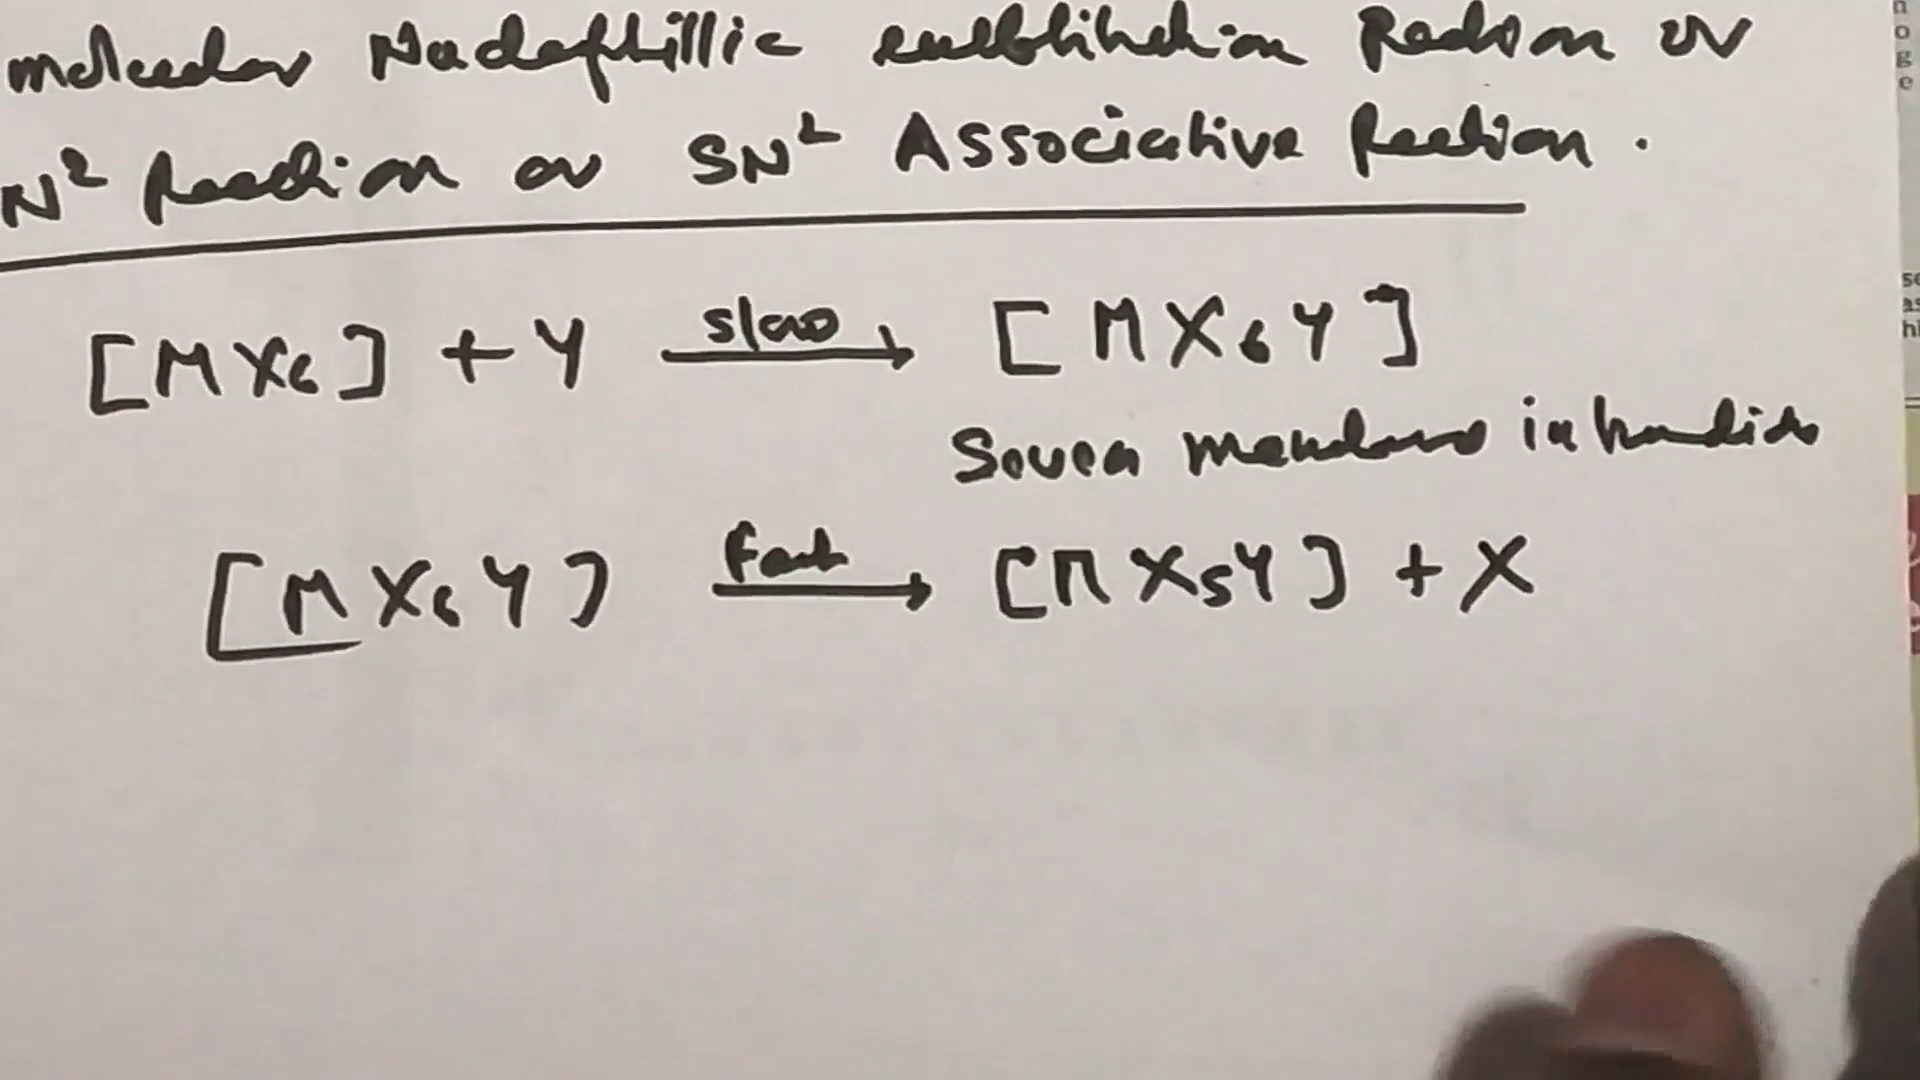 molecular Nucleophillic substitution Reaction or
N² Reaction or SN² Associative Reaction.
[MX₆] + Y slow → [MX₆Y]
Seven membered intermediate
[MX₆Y] fast → [MX₅Y] + X